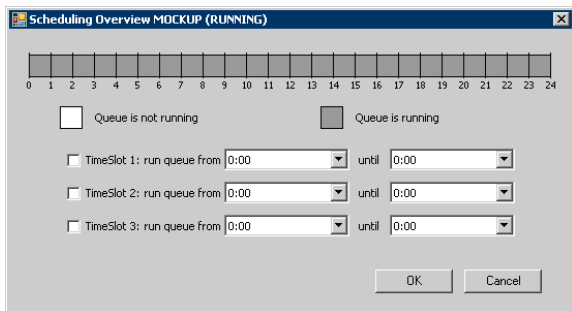 Scheduling Overview MOCKUP (RUNNING)
0 1 2 3 4 5 6 7 8 9 10 11 12 13 14 15 16 17 18 19 20 21 22 23 24
Queue is not running Queue is running
TimeSlot 1: run queue from 0:00 until 0:00
TimeSlot 2: run queue from 0:00 until 0:00
TimeSlot 3: run queue from 0:00 until 0:00
OK Cancel